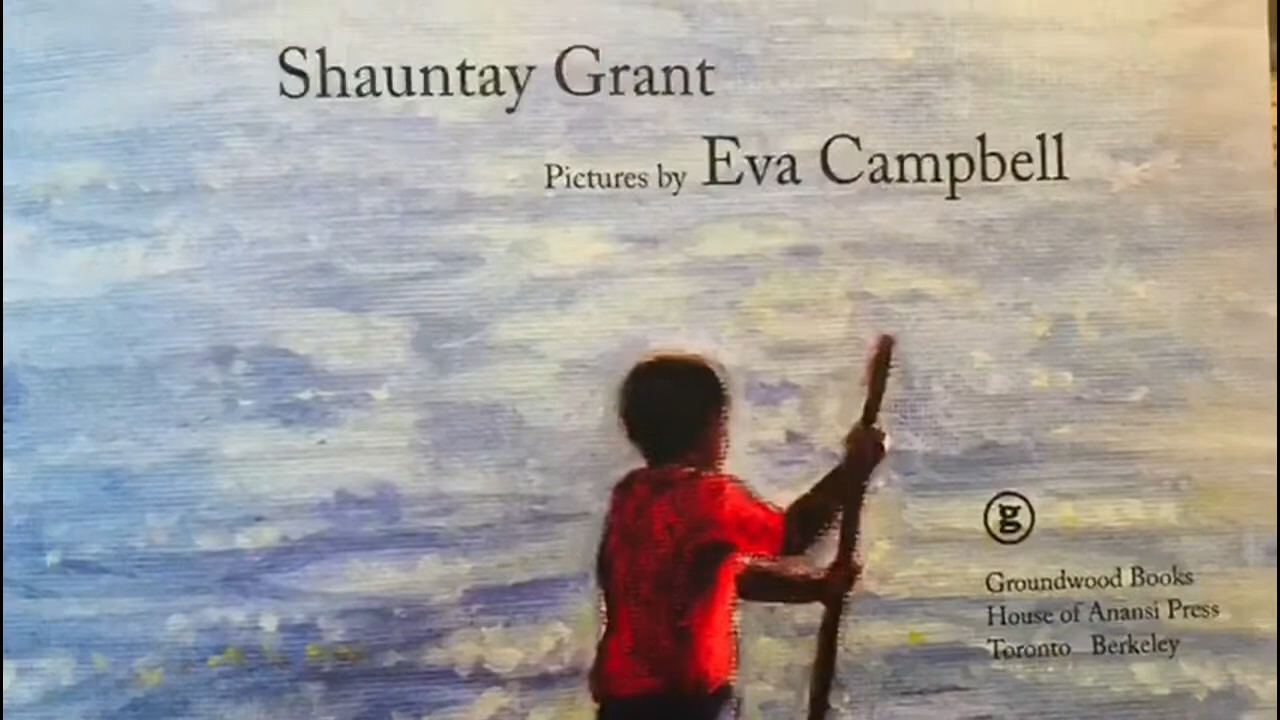 Shauntay Grant
Pictures by Eva Campbell
g
Groundwood Books
House of Anansi Press
Toronto Berkeley